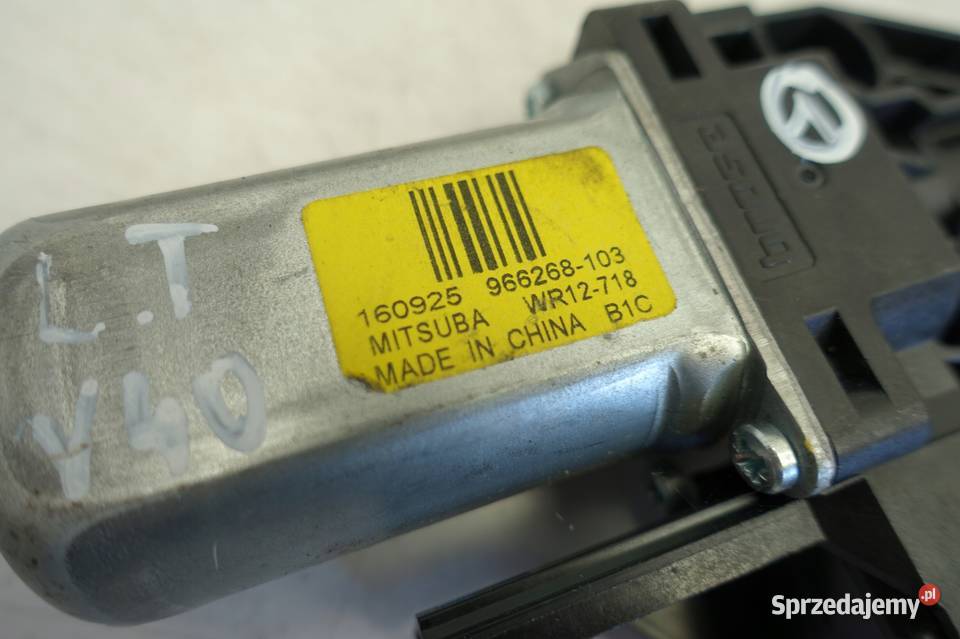 L.T
V40
160925 966268-103
MITSUBA WR12-718
MADE IN CHINA B1C
Sprzedajemy.pl